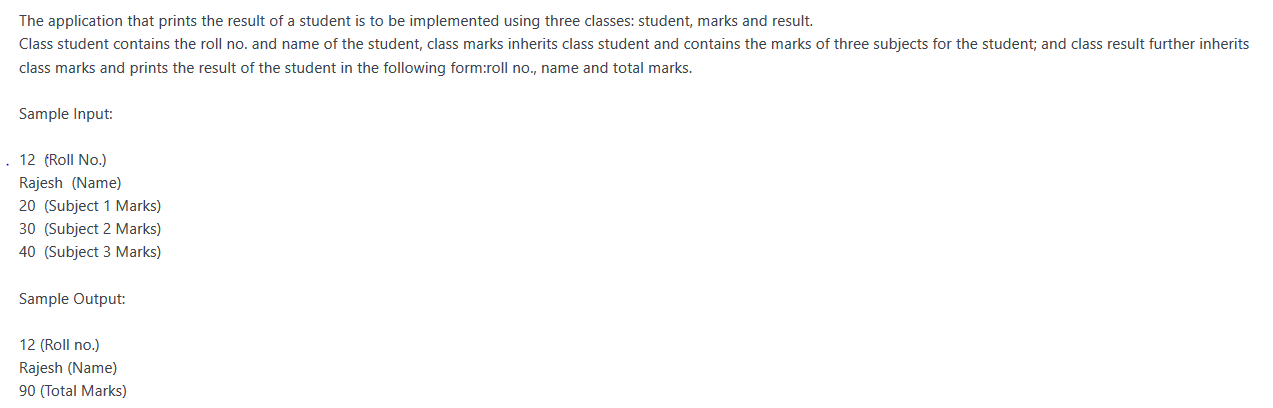 The application that prints the result of a student is to be implemented using three classes: student, marks and result.
Class student contains the roll no. and name of the student, class marks inherits class student and contains the marks of three subjects for the student; and class result further inherits
class marks and prints the result of the student in the following form:roll no., name and total marks.
Sample Input:
. 12 (Roll No.)
Rajesh (Name)
20 (Subject 1 Marks)
30 (Subject 2 Marks)
40 (Subject 3 Marks)
Sample Output:
12 (Roll no.)
Rajesh (Name)
90 (Total Marks)